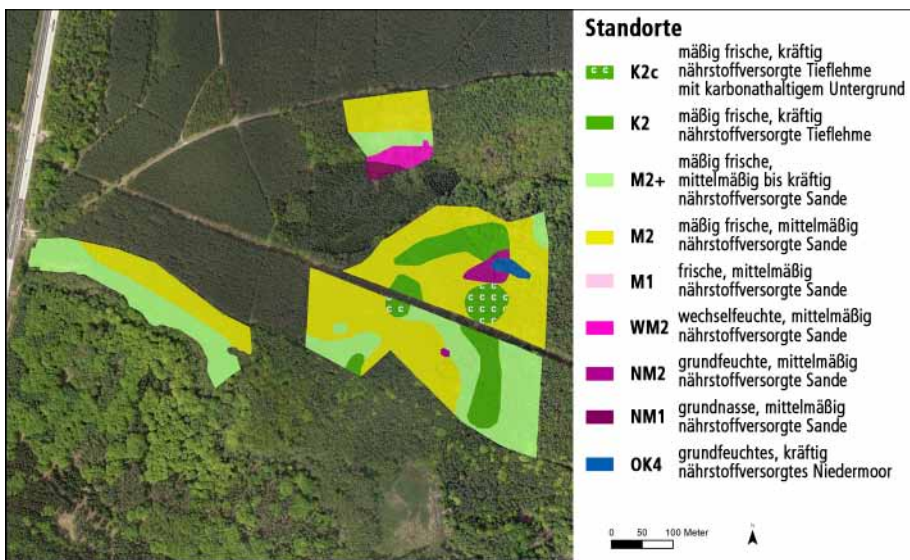 Standorte
K2c mäßig frische, kräftig
nährstoffversorgte Tieflehme
mit karbonathaltigem Untergrund
K2 mäßig frische, kräftig
nährstoffversorgte Tieflehme
M2+ mäßig frische,
mittelmäßig bis kräftig
nährstoffversorgte Sande
M2 mäßig frische, mittelmäßig
nährstoffversorgte Sande
M1 frische, mittelmäßig
nährstoffversorgte Sande
WM2 wechselfeuchte, mittelmäßig
nährstoffversorgte Sande
NM2 grundfeuchte, mittelmäßig
nährstoffversorgte Sande
NM1 grundnasse, mittelmäßig
nährstoffversorgte Sande
OK4 grundfeuchtes, kräftig
nährstoffversorgtes Niedermoor
0 50 100 Meter
N